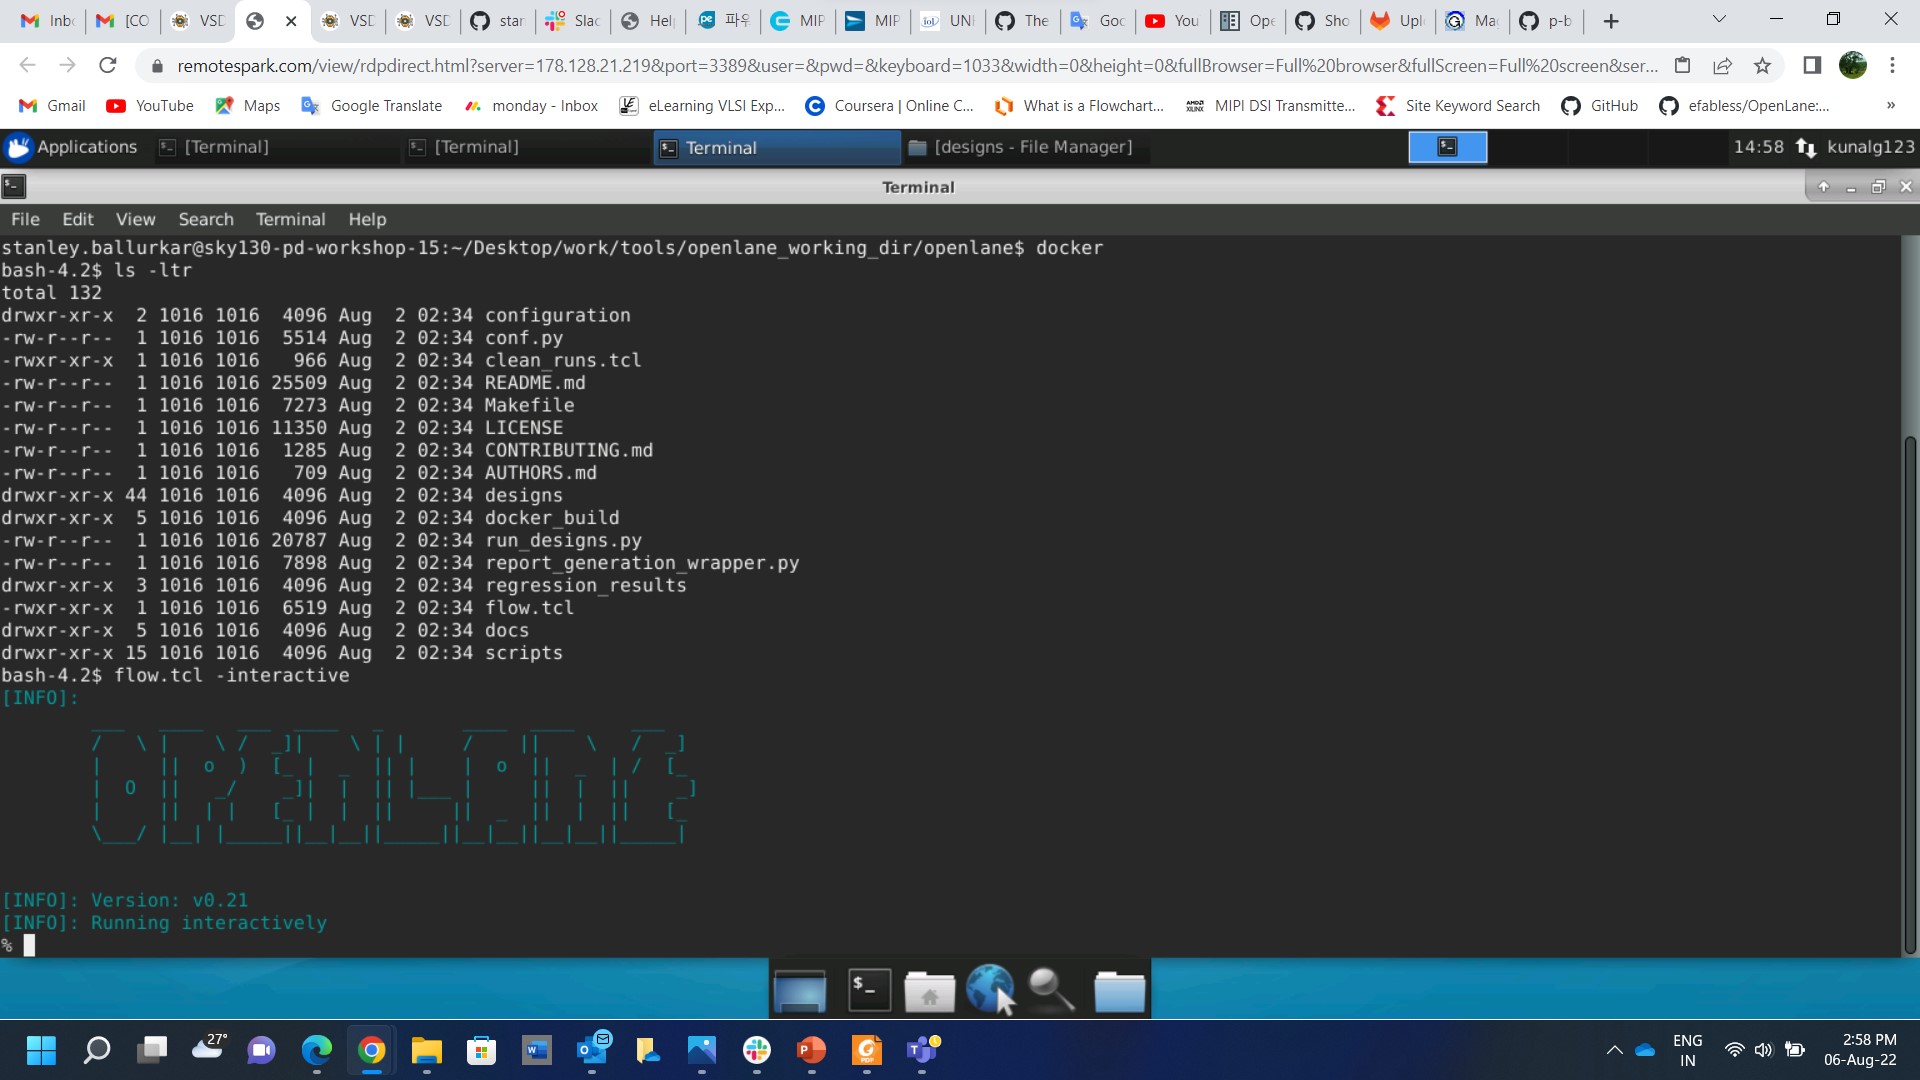 Inb
[CO
VSD
VSD
VSD
star
Slac
Hel
파우
MIP
MIP
UNI
The
Goc
You
Ope
Sho
Uplo
Ma
p-b
remotespark.com/view/rdpdirect.html?server=178.128.21.219&port=3389&user=&pwd=&keyboard=1033&width=0&height=0&fullBrowser=Full%20browser&fullScreen=Full%20screen&ser...
Gmail YouTube Maps Google Translate monday - Inbox eLearning VLSI Exp... Coursera | Online C... What is a Flowchart... MIPI DSI Transmitte... Site Keyword Search GitHub efabless/OpenLane:... »
Applications [Terminal] [Terminal] Terminal [designs - File Manager] 14:58 kunalg123
Terminal
File Edit View Search Terminal Help
stanley.ballurkar@sky130-pd-workshop-15:~/Desktop/work/tools/openlane_working_dir/openlane$ docker
bash-4.2$ ls -ltr
total 132
drwxr-xr-x  2 1016 1016  4096 Aug  2 02:34 configuration
-rw-r--r--  1 1016 1016  5514 Aug  2 02:34 conf.py
-rwxr-xr-x  1 1016 1016   966 Aug  2 02:34 clean_runs.tcl
-rw-r--r--  1 1016 1016 25509 Aug  2 02:34 README.md
-rw-r--r--  1 1016 1016  7273 Aug  2 02:34 Makefile
-rw-r--r--  1 1016 1016 11350 Aug  2 02:34 LICENSE
-rw-r--r--  1 1016 1016  1285 Aug  2 02:34 CONTRIBUTING.md
-rw-r--r--  1 1016 1016   709 Aug  2 02:34 AUTHORS.md
drwxr-xr-x 44 1016 1016  4096 Aug  2 02:34 designs
drwxr-xr-x  5 1016 1016  4096 Aug  2 02:34 docker_build
-rw-r--r--  1 1016 1016 20787 Aug  2 02:34 run_designs.py
-rw-r--r--  1 1016 1016  7898 Aug  2 02:34 report_generation_wrapper.py
drwxr-xr-x  3 1016 1016  4096 Aug  2 02:34 regression_results
-rwxr-xr-x  1 1016 1016  6519 Aug  2 02:34 flow.tcl
drwxr-xr-x  5 1016 1016  4096 Aug  2 02:34 docs
drwxr-xr-x 15 1016 1016  4096 Aug  2 02:34 scripts
bash-4.2$ flow.tcl -interactive
[INFO]:
OPENLANE
[INFO]: Version: v0.21
[INFO]: Running interactively
%
27°
ENG
IN
2:58 PM
06-Aug-22